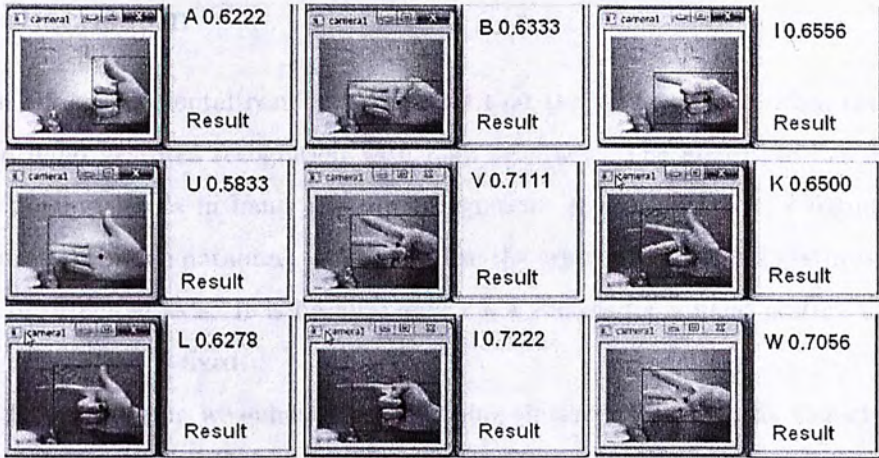 camera1
A 0.6222
Result
camera1
B 0.6333
Result
camera1
I 0.6556
Result
camera1
U 0.5833
Result
camera1
V 0.7111
Result
camera1
K 0.6500
Result
camera1
L 0.6278
Result
camera1
I 0.7222
Result
camera1
W 0.7056
Result